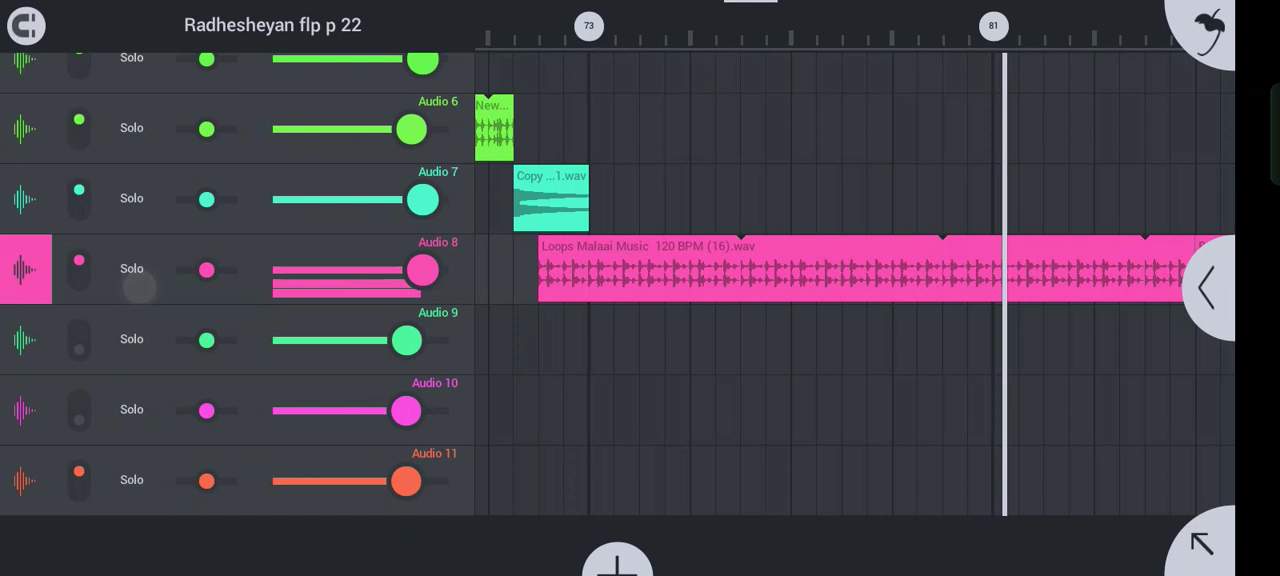 Radhesheyan flp p 22
73
81
Solo
Audio 6
New...
Solo
Audio 7
Copy ...1.wav
Solo
Audio 8
Loops Malaai Music 120 BPM (16).wav
Solo
Audio 9
Solo
Audio 10
Solo
Audio 11
Solo